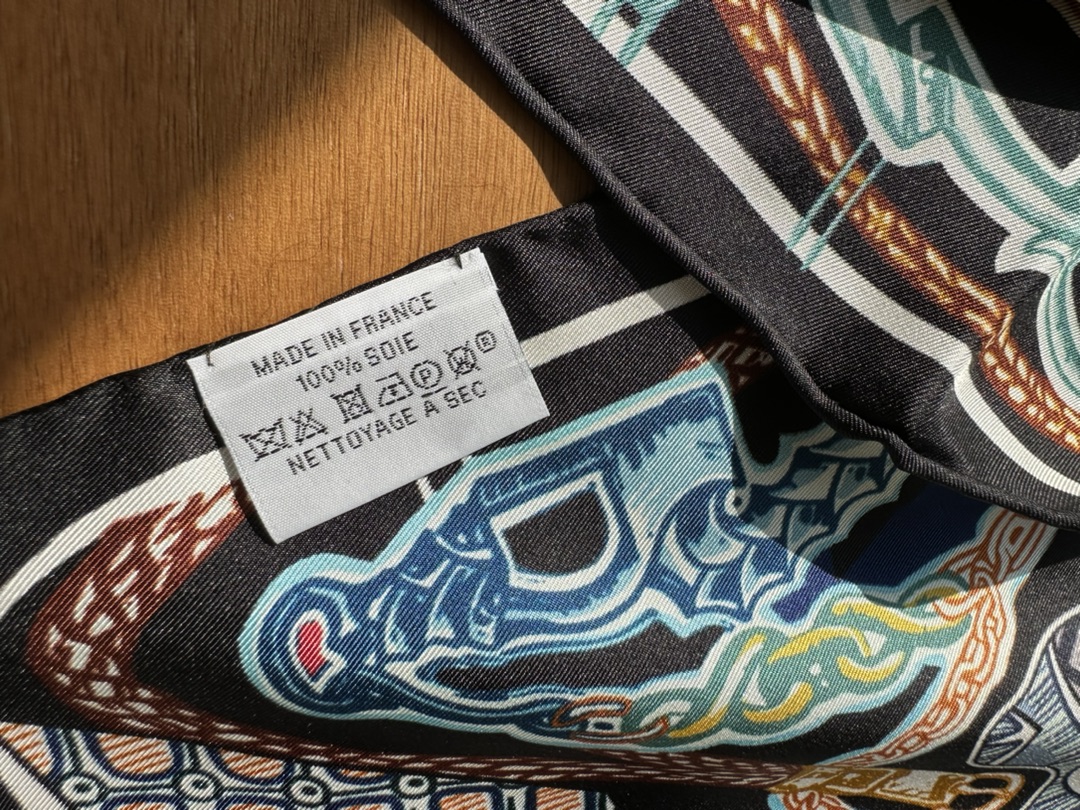 MADE IN FRANCE
100% SOIE
P ®
NETTOYAGE A SEC